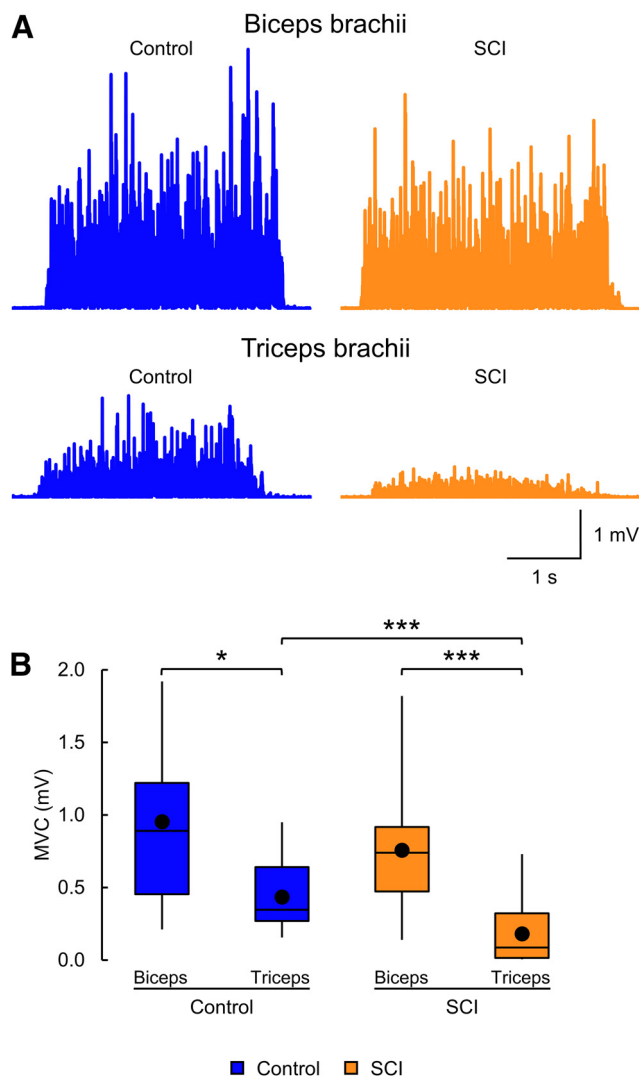 A
Biceps brachii
Control SCI
Triceps brachii
Control SCI
1 mV
1 s
B
***
* ***
2.0
1.5
1.0
0.5
0.0
MVC (mV)
Biceps Triceps Biceps Triceps
Control SCI
Control SCI